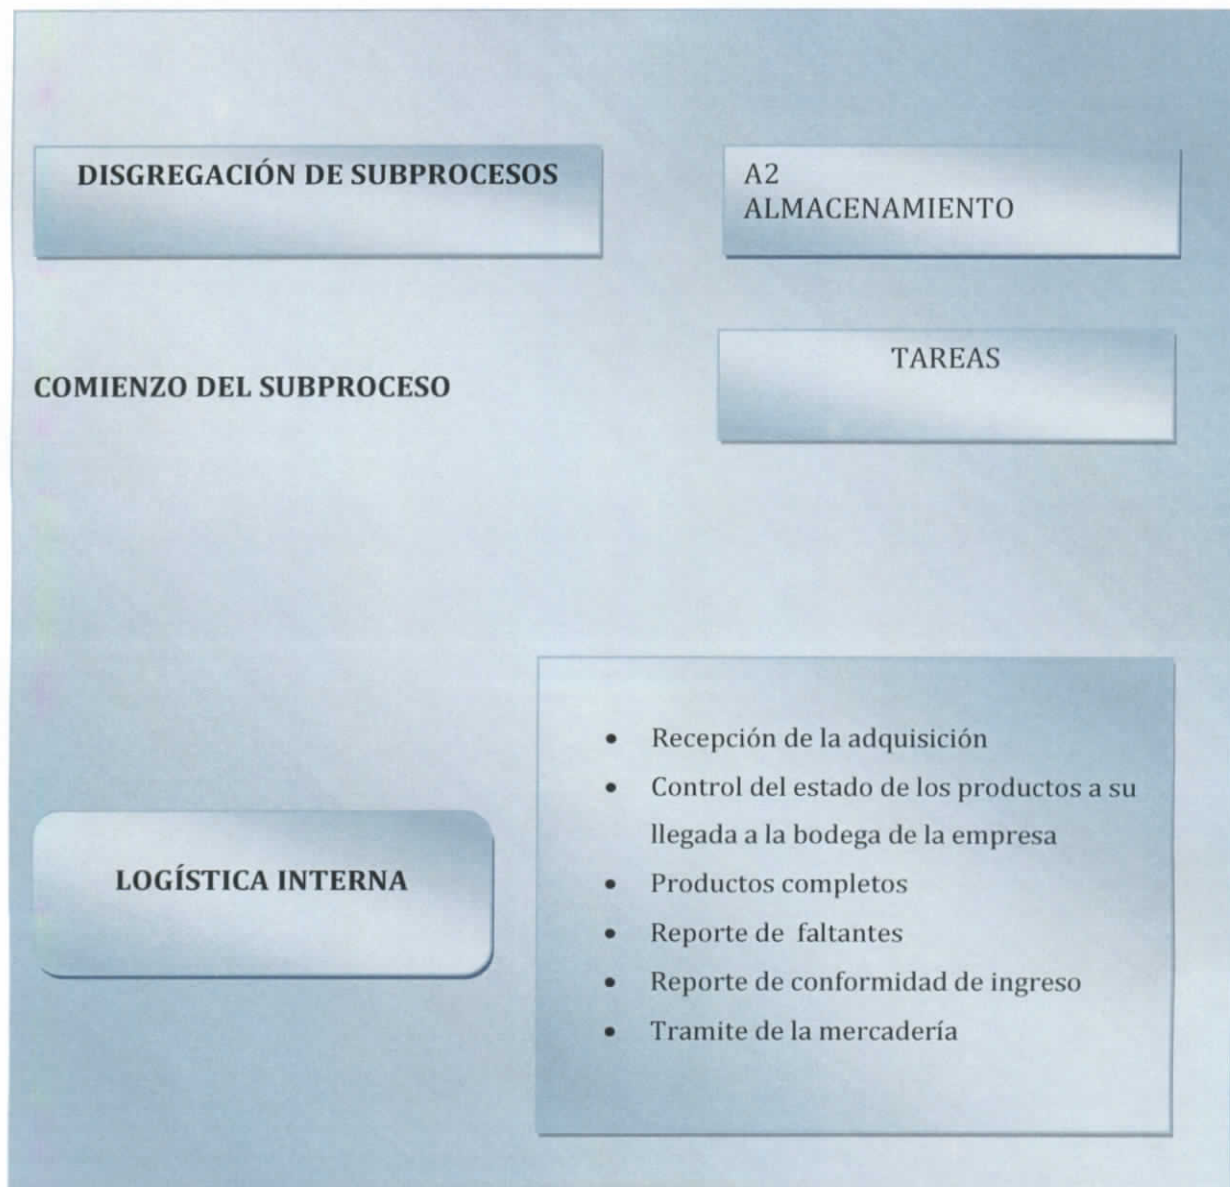 DISGREGACIÓN DE SUBPROCESOS
A2
ALMACENAMIENTO
TAREAS
COMIENZO DEL SUBPROCESO
• Recepción de la adquisición
• Control del estado de los productos a su
llegada a la bodega de la empresa
• Productos completos
• Reporte de faltantes
• Reporte de conformidad de ingreso
• Tramite de la mercadería
LOGÍSTICA INTERNA